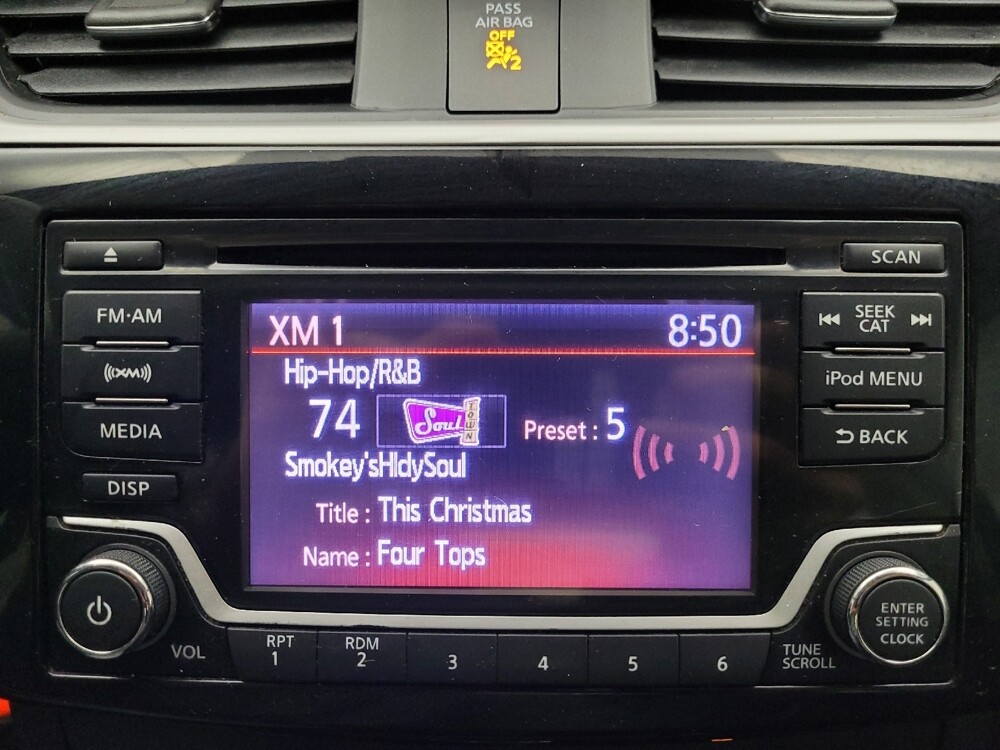 PASS
AIR BAG
OFF
2
SCAN
FM·AM
SEEK
CAT
XM
iPod MENU
MEDIA
BACK
DISP
XM 1 8:50
Hip-Hop/R&B
74 Soul TOWN Preset : 5
Smokey'sHldySoul
Title : This Christmas
Name : Four Tops
VOL
RPT
1
RDM
2
3
4
5
6
TUNE
SCROLL
ENTER
SETTING
CLOCK